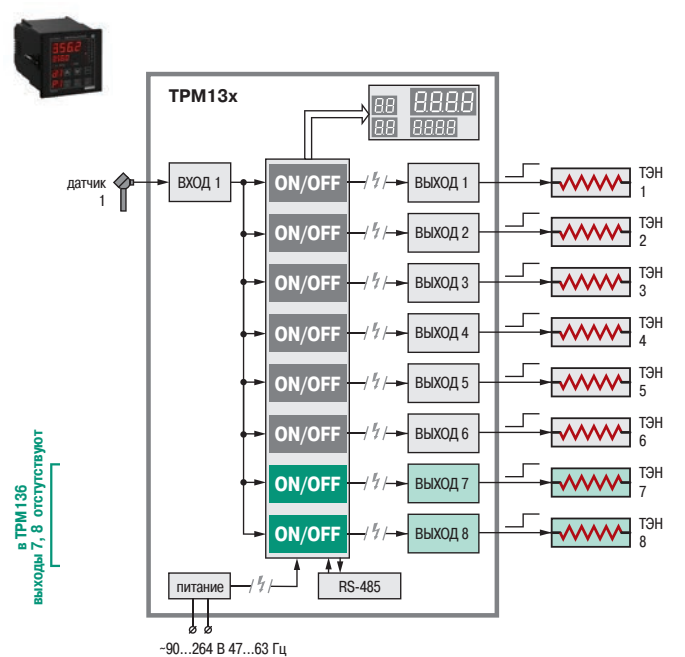 ТРМ13х
датчик
1
ВХОД 1
ON/OFF
ВЫХОД 1
ТЭН
1
ON/OFF
ВЫХОД 2
ТЭН
2
ON/OFF
ВЫХОД 3
ТЭН
3
ON/OFF
ВЫХОД 4
ТЭН
4
ON/OFF
ВЫХОД 5
ТЭН
5
ON/OFF
ВЫХОД 6
ТЭН
6
ON/OFF
ВЫХОД 7
ТЭН
7
ON/OFF
ВЫХОД 8
ТЭН
8
в ТРМ136
выходы 7, 8 отстутствуют
питание
RS-485
~90...264 В 47...63 Гц